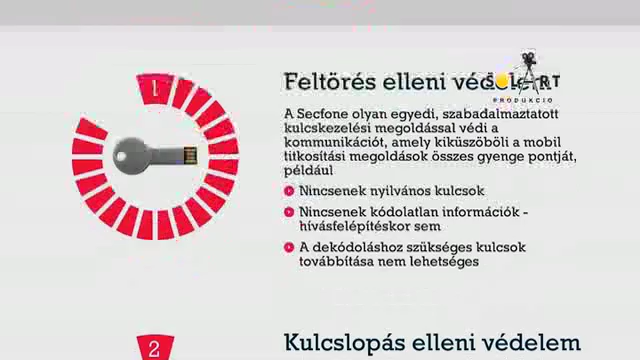 1
Feltörés elleni védelem
SOLART
PRODUKCIÓ
A Secfone olyan egyedi, szabadalmaztatott
kulcskezelési megoldással védi a
kommunikációt, amely kiküszöböli a mobil
titkosítási megoldások összes gyenge pontját,
például
Nincsenek nyilvános kulcsok
Nincsenek kódolatlan információk -
hívásfelépítéskor sem
A dekódoláshoz szükséges kulcsok
továbbítása nem lehetséges
2
Kulcslopás elleni védelem